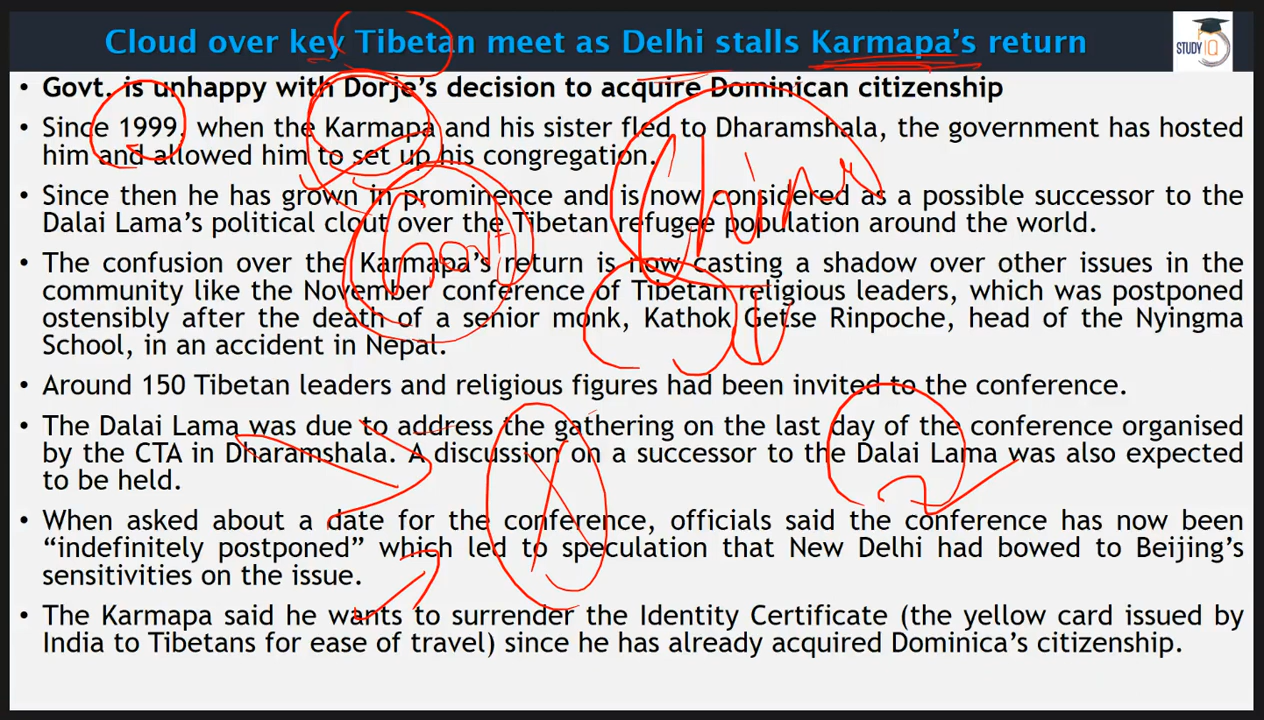 Cloud over key Tibetan meet as Delhi stalls Karmapa's return
STUDY IQ
• Govt. is unhappy with Dorje's decision to acquire Dominican citizenship
• Since 1999, when the Karmapa and his sister fled to Dharamshala, the government has hosted
him and allowed him to set up his congregation.
• Since then he has grown in prominence and is now considered as a possible successor to the
Dalai Lama's political clout over the Tibetan refugee population around the world.
• The confusion over the Karmapa's return is now casting a shadow over other issues in the
community like the November conference of Tibetan religious leaders, which was postponed
ostensibly after the death of a senior monk, Kathok Getse Rinpoche, head of the Nyingma
School, in an accident in Nepal.
• Around 150 Tibetan leaders and religious figures had been invited to the conference.
• The Dalai Lama was due to address the gathering on the last day of the conference organised
by the CTA in Dharamshala. A discussion on a successor to the Dalai Lama was also expected
to be held.
• When asked about a date for the conference, officials said the conference has now been
“indefinitely postponed” which led to speculation that New Delhi had bowed to Beijing's
sensitivities on the issue.
• The Karmapa said he wants to surrender the Identity Certificate (the yellow card issued by
India to Tibetans for ease of travel) since he has already acquired Dominica's citizenship.
China